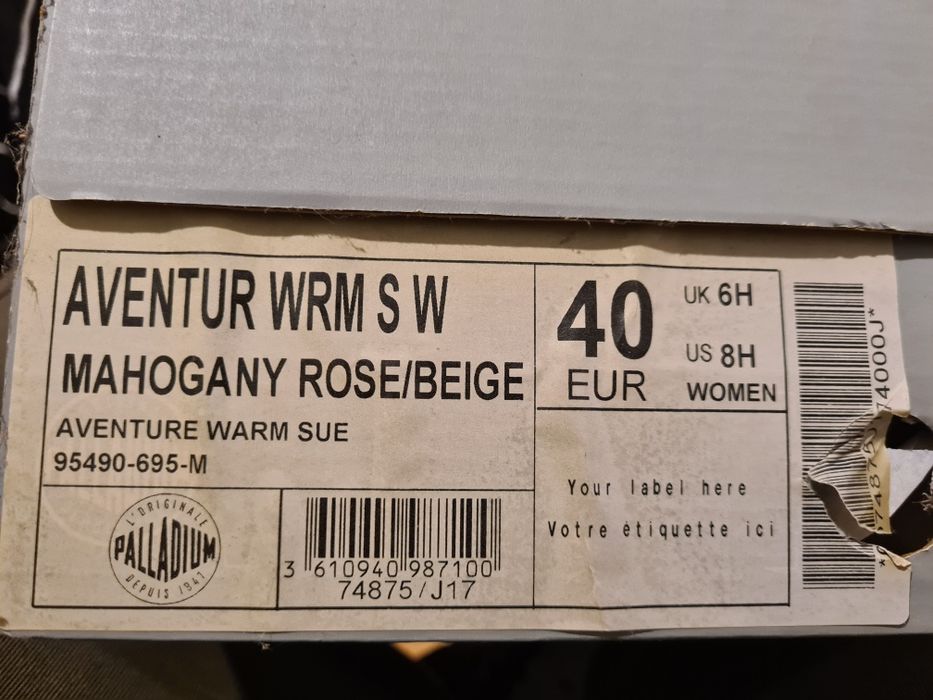 AVENTUR WRM S W
MAHOGANY ROSE/BEIGE
AVENTURE WARM SUE
95490-695-M
40
EUR
UK 6H
US 8H
WOMEN
Your label here
Votre étiquette ici
L'ORIGINALE
PALLADIUM
DEPUIS 1947
3 610940 987100
74875/J17